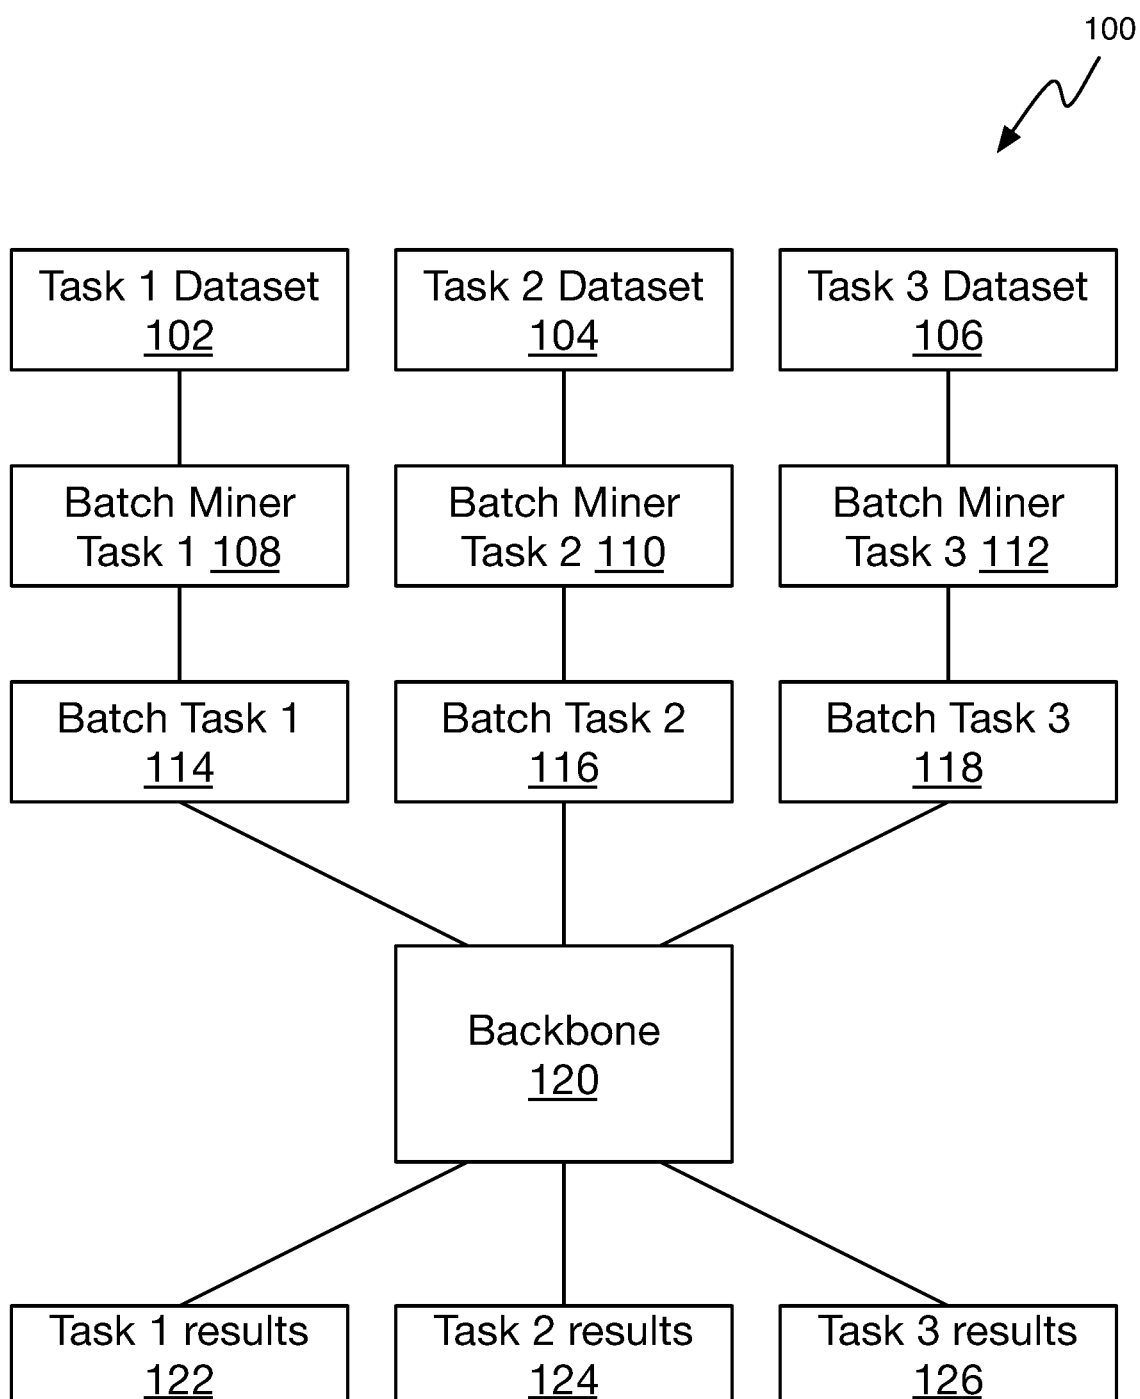 100
Task 1 Dataset
102
Task 2 Dataset
104
Task 3 Dataset
106
Batch Miner
Task 1 108
Batch Miner
Task 2 110
Batch Miner
Task 3 112
Batch Task 1
114
Batch Task 2
116
Batch Task 3
118
Backbone
120
Task 1 results
122
Task 2 results
124
Task 3 results
126